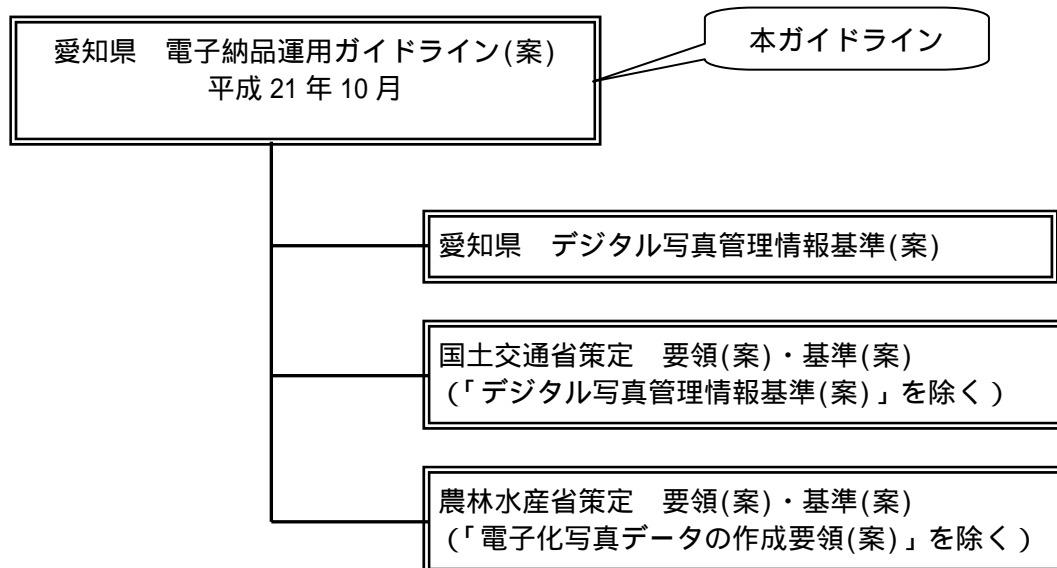 愛知県　電子納品運用ガイドライン(案)
平成 21 年 10 月
本ガイドライン
愛知県　デジタル写真管理情報基準(案)
国土交通省策定　要領(案)・基準(案)
(「デジタル写真管理情報基準(案)」を除く)
農林水産省策定　要領(案)・基準(案)
(「電子化写真データの作成要領(案)」を除く)